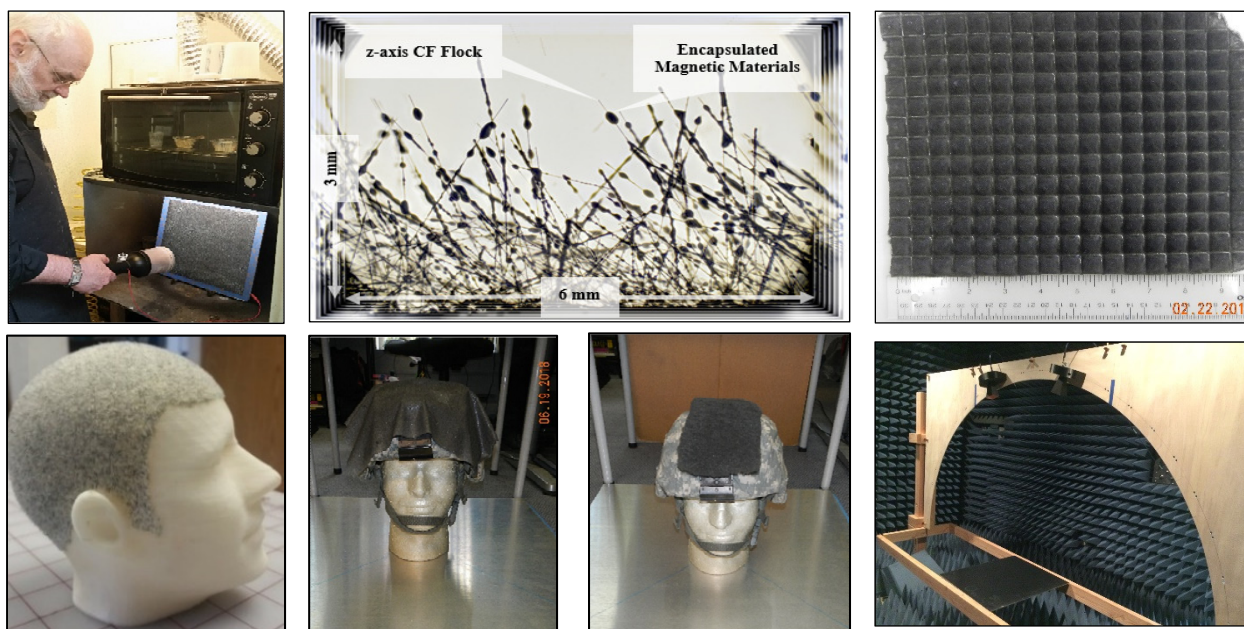 z-axis CF Flock
Encapsulated
Magnetic Materials
3 mm
6 mm
02 22 201
06.19.2018